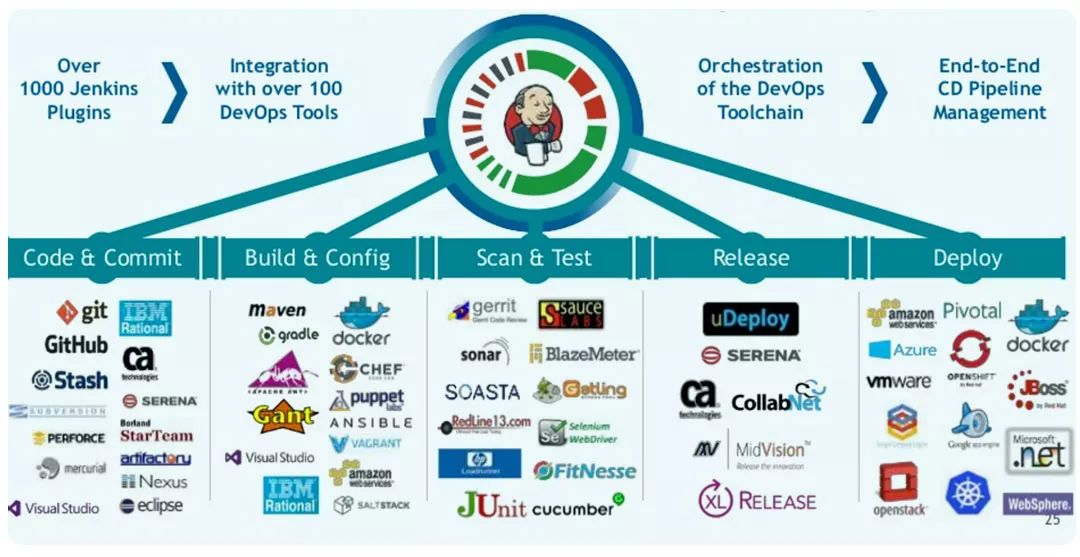 Over
1000 Jenkins
Plugins
Integration
with over 100
DevOps Tools
Orchestration
of the DevOps
Toolchain
End-to-End
CD Pipeline
Management
Code & Commit
Build & Config
Scan & Test
Release
Deploy
git
GitHub
Stash
SUBVERSION
PERFORCE
mercurial
Visual Studio
IBM
Rational
ca
technologies
SERENA
Borland
StarTeam
artifactory
Nexus
eclipse
maven
gradle
APACHE ANT
Gant
Visual Studio
IBM
Rational
docker
CHEF
puppet
labs
ANSIBLE
VAGRANT
amazon
web services
SALTSTACK
gerrit
Gerrit Code Review
sonar
SOASTA
RedLine13.com
hp
Loadrunner
JUnit
SAUCE
LABS
BlazeMeter
Gatling
Se
Selenium
WebDriver
FitNesse
cucumber
uDeploy
SERENA
ca
technologies
CollabNet
MidVision™
Release the innovation
XL RELEASE
amazon
web services
Azure
vmware
openstack
Pivotal
OPENSHIFT
by Red Hat
Google app engine
docker
JBoss
by Red Hat
Microsoft
.net
WebSphere.
25